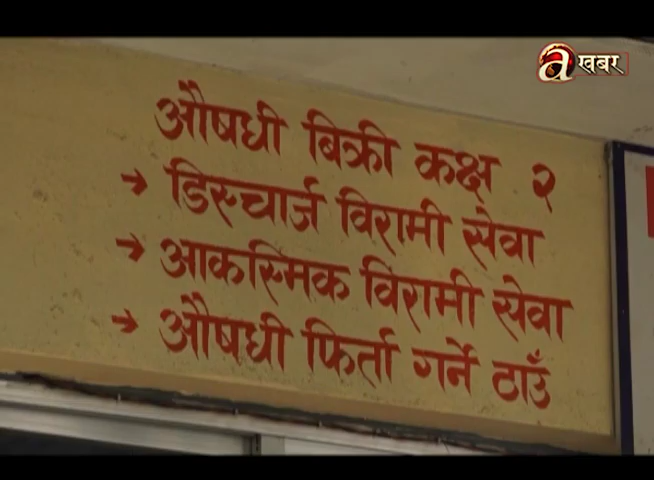 a खबर
औषधी बिक्री कक्ष २
→ डिस्चार्ज विरामी सेवा
→ आकस्मिक विरामी सेवा
→ औषधी फिर्ता गर्ने ठाउँ